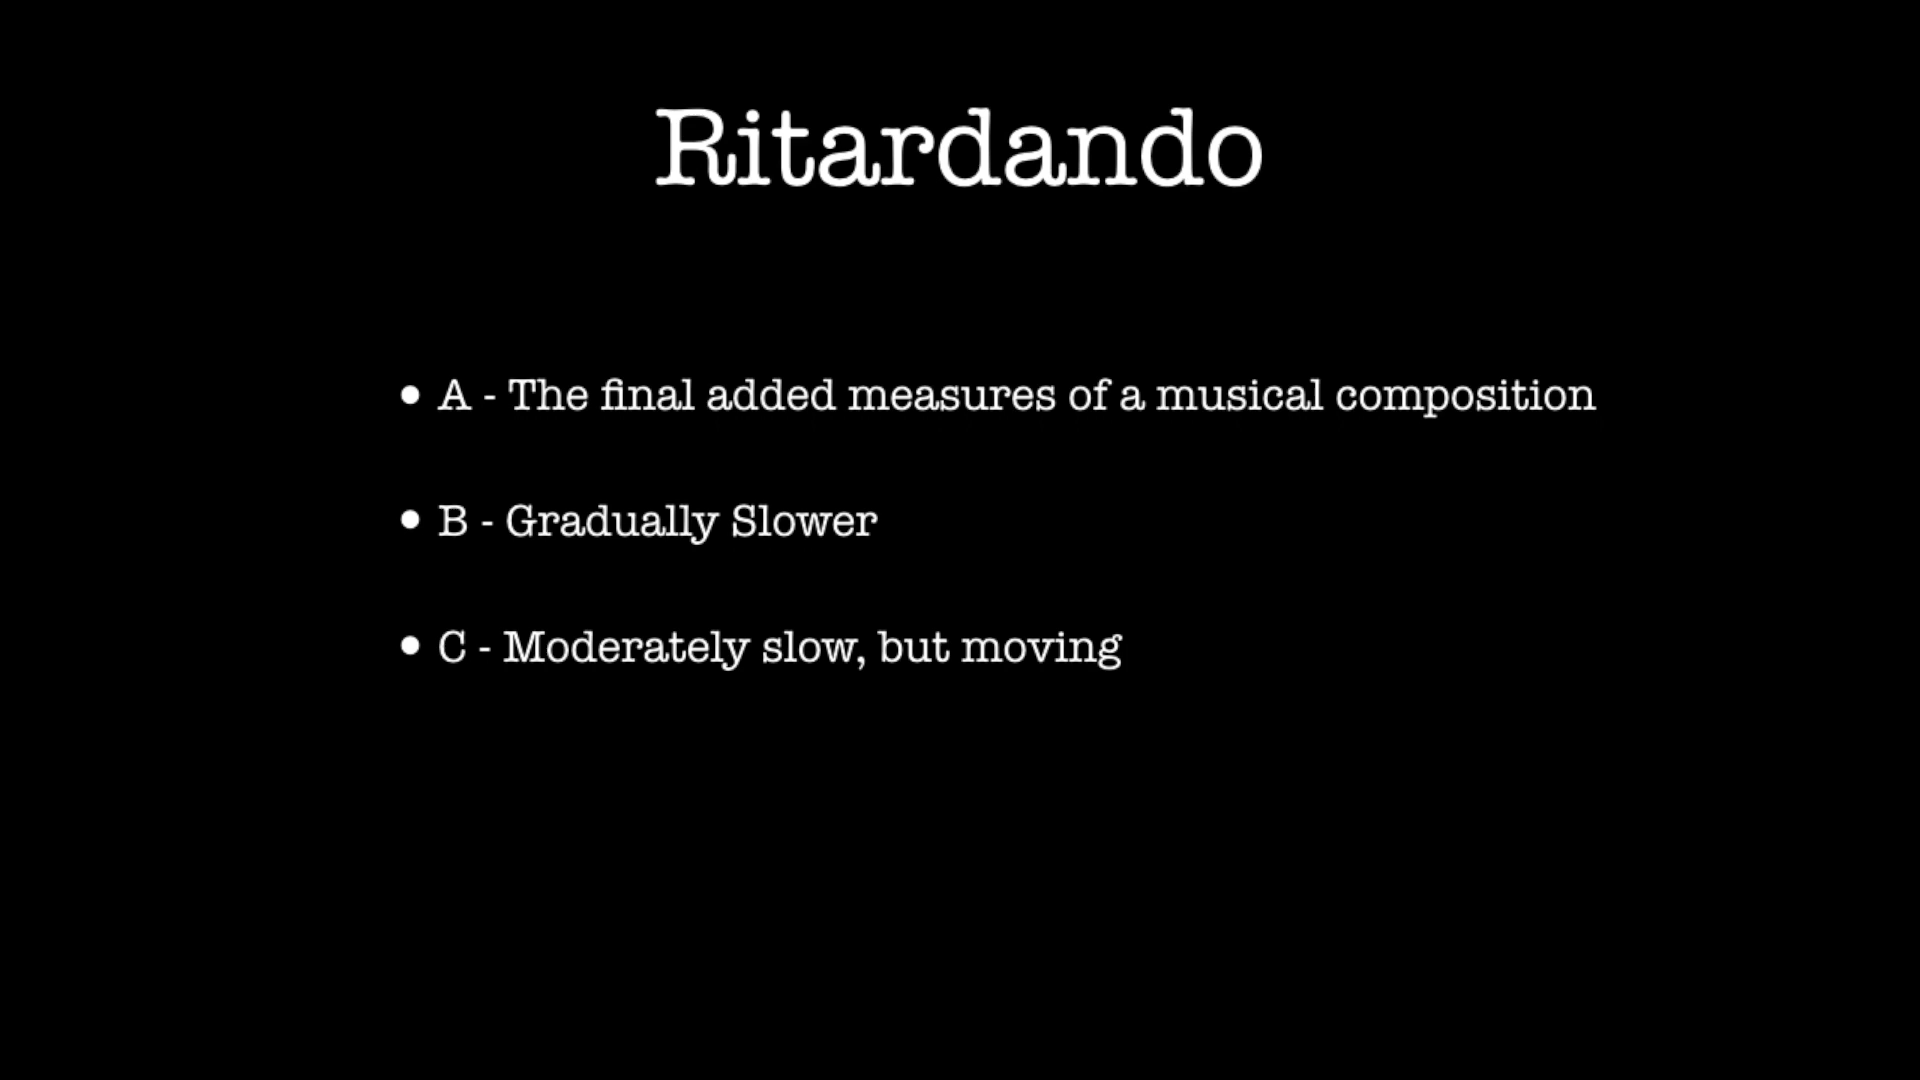 Ritardando
• A - The final added measures of a musical composition
• B - Gradually Slower
• C - Moderately slow, but moving